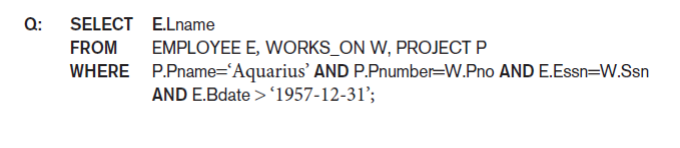 Q: SELECT E.Lname
FROM EMPLOYEE E, WORKS_ON W, PROJECT P
WHERE P.Pname=‘Aquarius’ AND P.Pnumber=W.Pno AND E.Essn=W.Ssn
AND E.Bdate > ‘1957-12-31’;